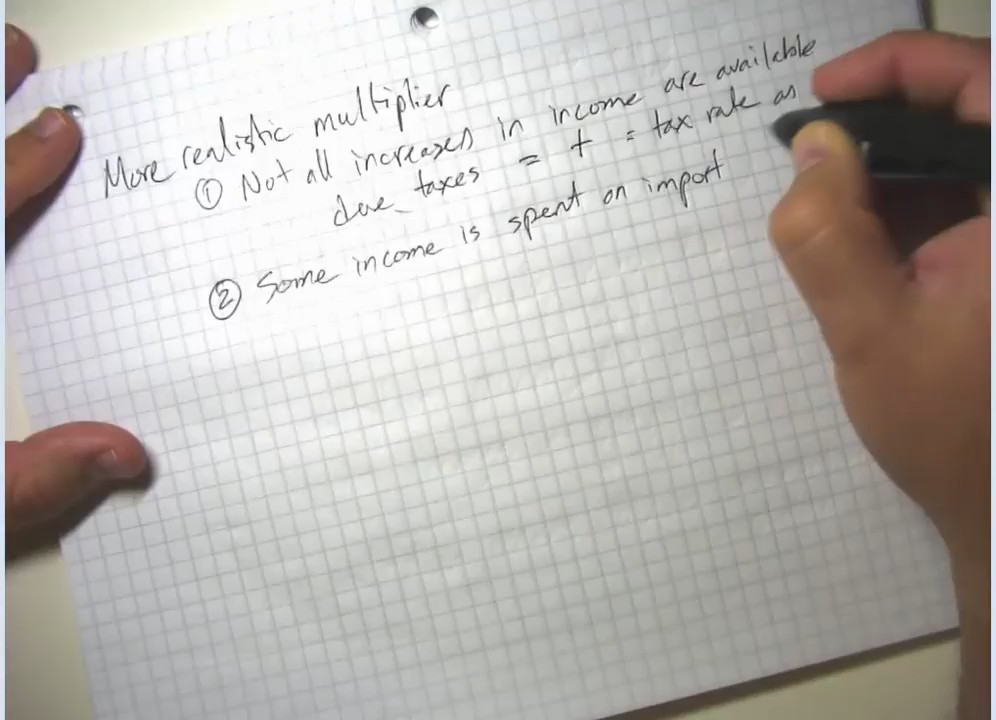 More realistic multiplier
① Not all increases in income are available
due taxes = t = tax rate as
② Some income is spent on import